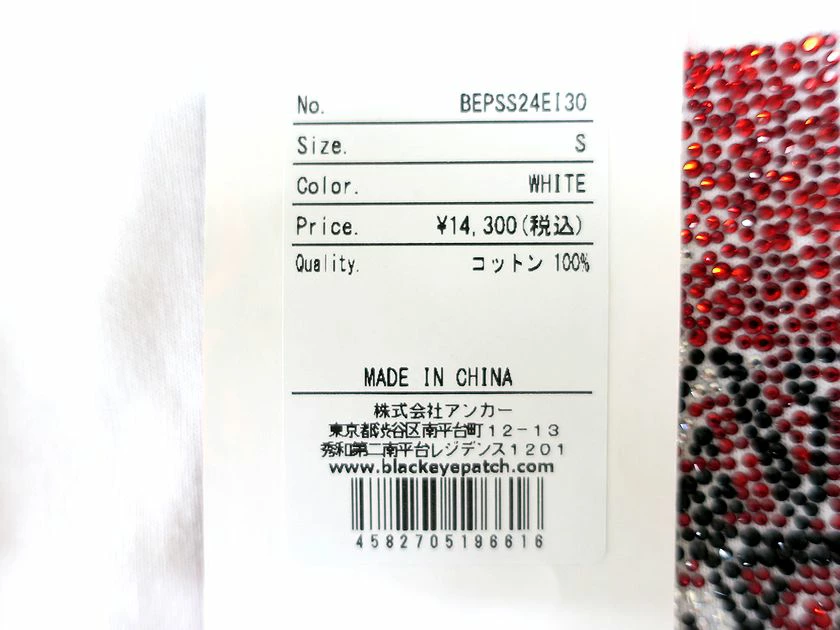 No. BEPSS24EI30
Size. S
Color. WHITE
Price. ¥14,300(税込)
Quality. コットン 100%
MADE IN CHINA
株式会社アンカー
東京都渋谷区南平台町12-13
秀和第二南平台レジデンス1201
www.blackeyepatch.com
4582705196616